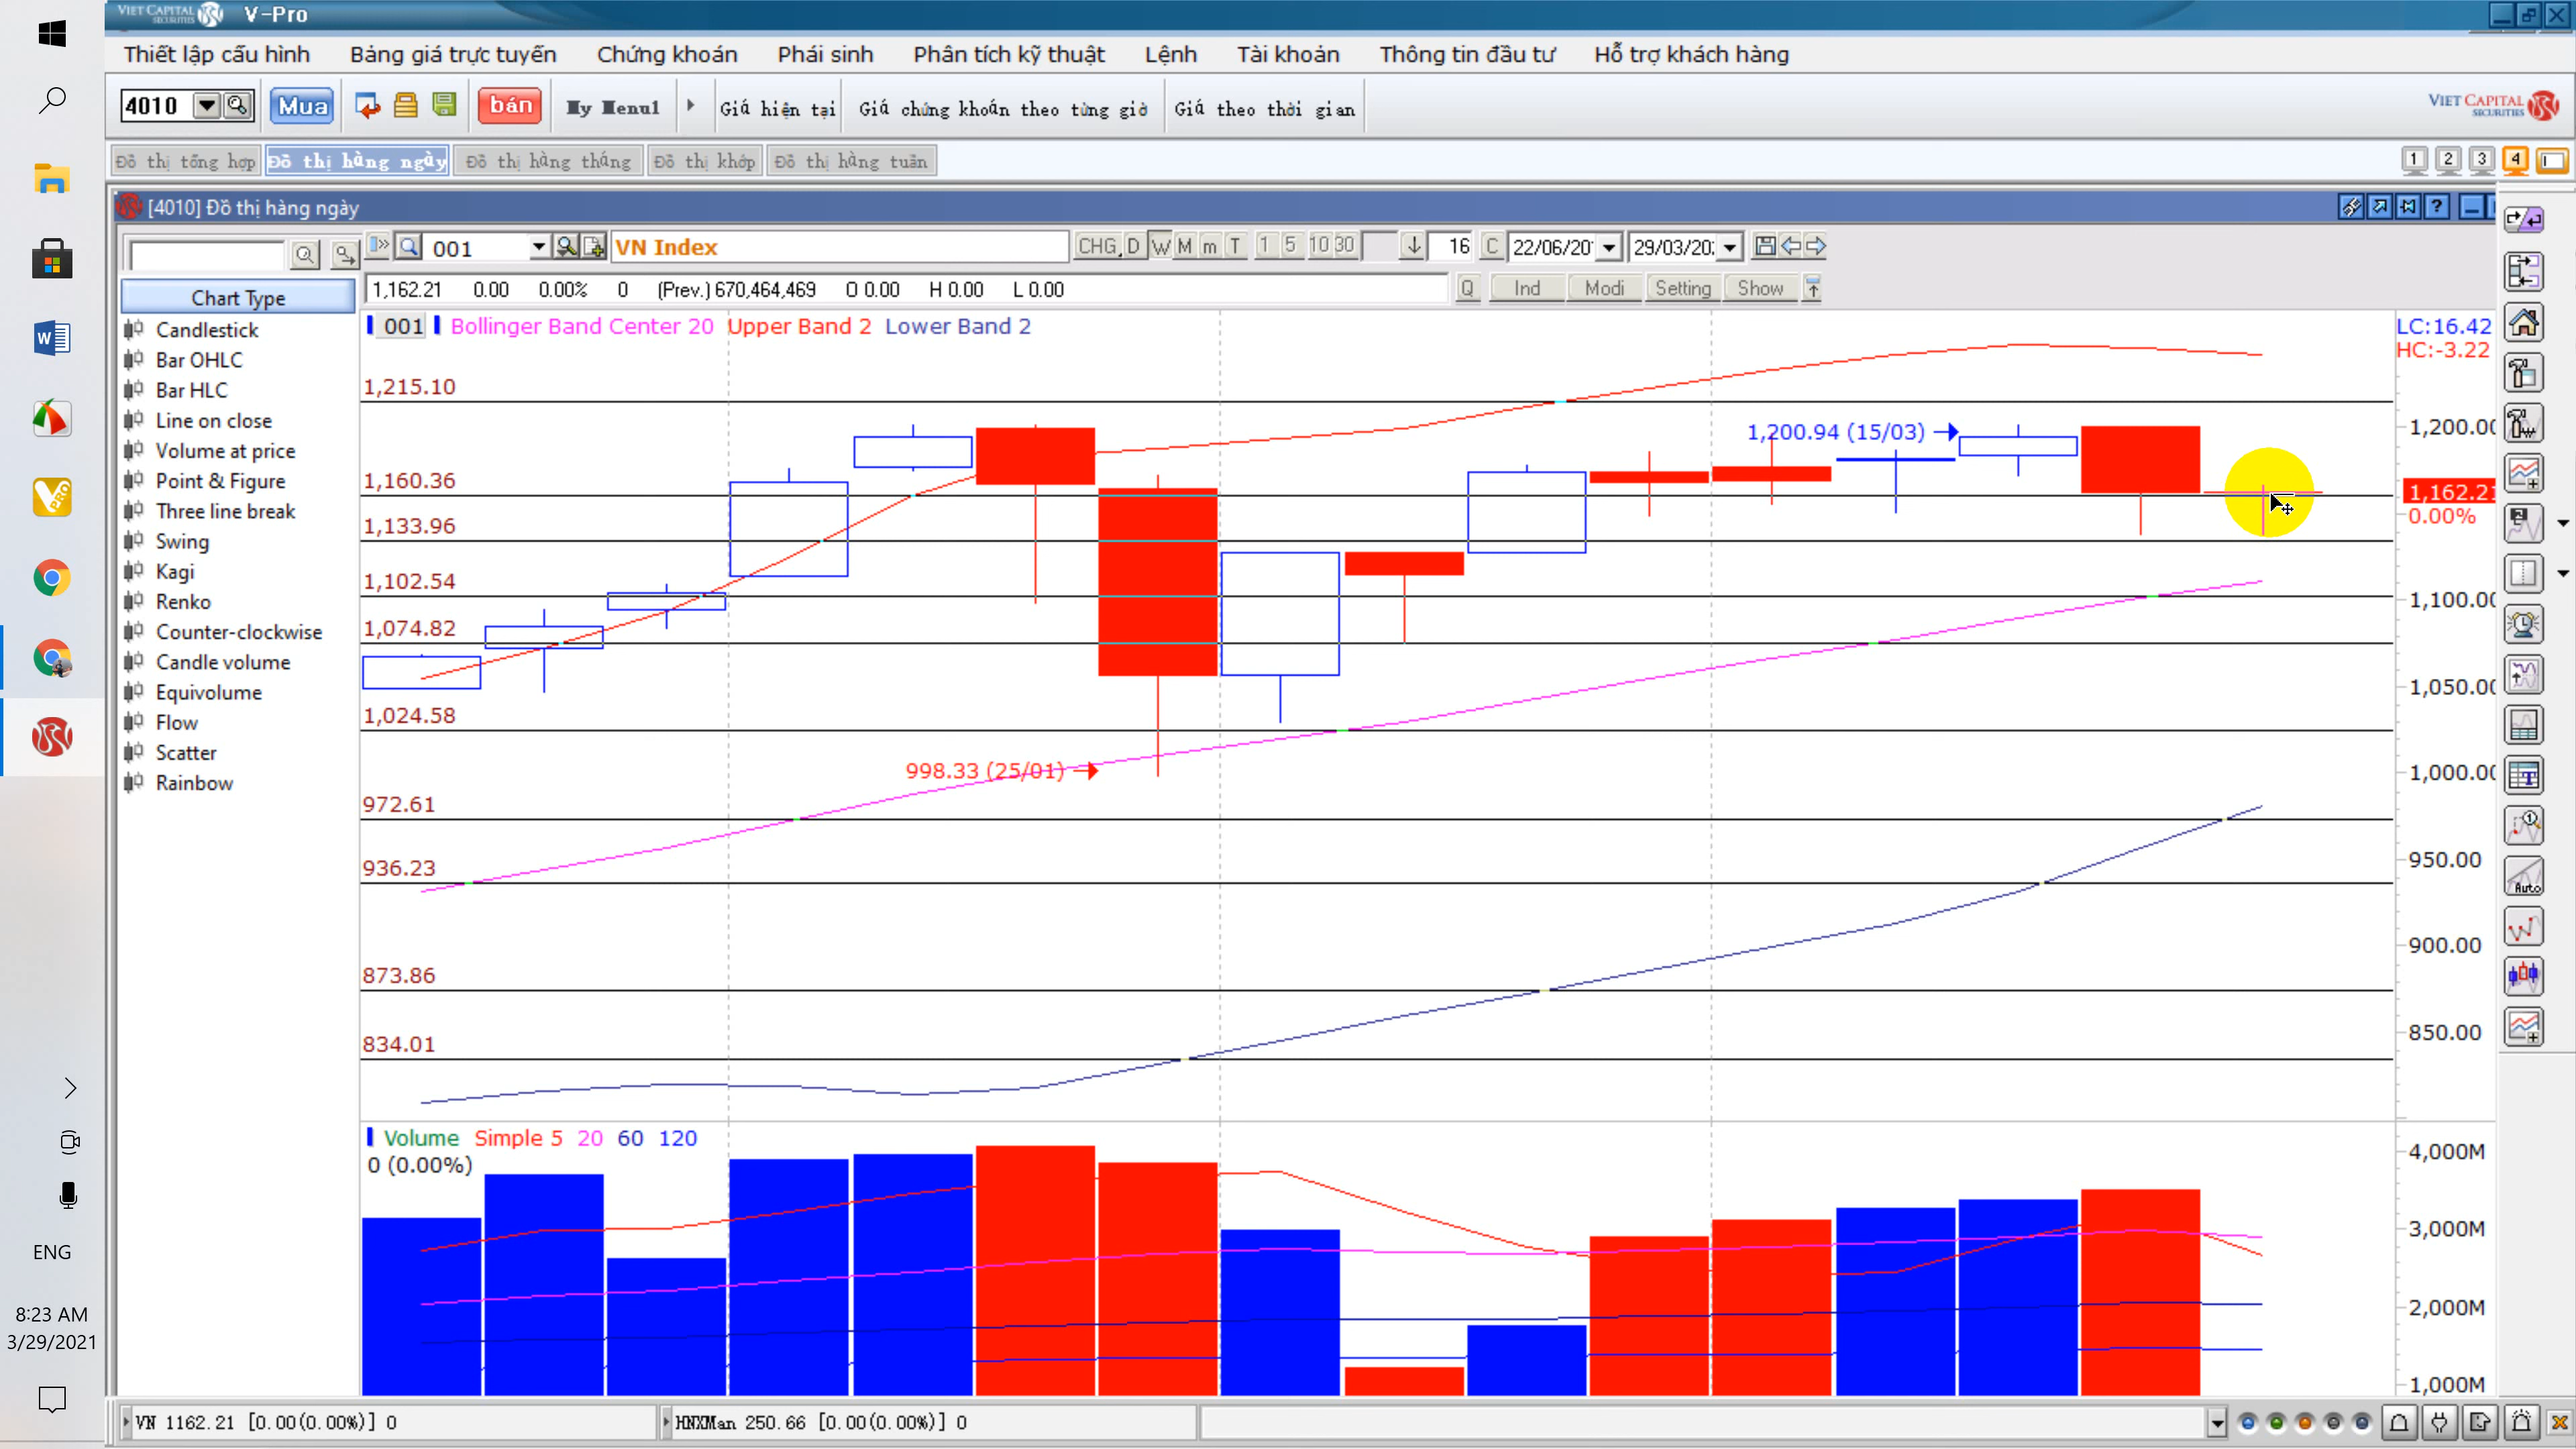 VIET CAPITAL SECURITIES V-Pro
Thiết lập cấu hình Bảng giá trực tuyến Chứng khoán Phái sinh Phân tích kỹ thuật Lệnh Tài khoản Thông tin đầu tư Hỗ trợ khách hàng
4010 Mua bán My Menu1 Giá hiện tại Giá chứng khoán theo từng giờ Giá theo thời gian VIET CAPITAL SECURITIES
Đồ thị tổng hợp Đồ thị hàng ngày Đồ thị hàng tháng Đồ thị khớp Đồ thị hàng tuần 1 2 3 4
[4010] Đồ thị hàng ngày
001 VN Index CHG D W M m T 1 5 10 30 16 C 22/06/20 29/03/20
1,162.21 0.00 0.00% 0 (Prev.) 670,464,469 O 0.00 H 0.00 L 0.00 Q Ind Modi Setting Show
Chart Type
Candlestick
Bar OHLC
Bar HLC
Line on close
Volume at price
Point & Figure
Three line break
Swing
Kagi
Renko
Counter-clockwise
Candle volume
Equivolume
Flow
Scatter
Rainbow
001 Bollinger Band Center 20 Upper Band 2 Lower Band 2
LC:16.42
HC:-3.22
1,215.10
1,160.36
1,133.96
1,102.54
1,074.82
1,024.58
972.61
936.23
873.86
834.01
1,200.94 (15/03)
998.33 (25/01)
1,200.00
1,162.21
0.00%
1,100.00
1,050.00
1,000.00
950.00
900.00
850.00
Auto
Volume Simple 5 20 60 120
0 (0.00%)
4,000M
3,000M
2,000M
1,000M
ENG
8:23 AM
3/29/2021
VN 1162.21 [0.00(0.00%)] 0 HNXMan 250.66 [0.00(0.00%)] 0